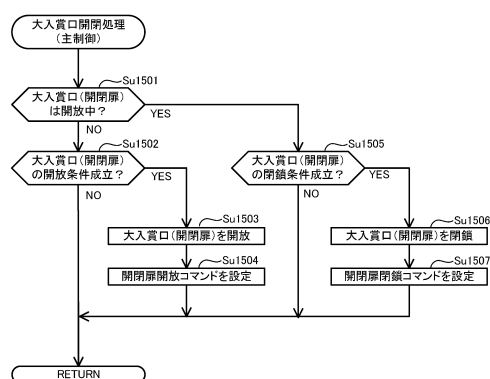 大入賞口開閉処理
(主制御)
Su1501
大入賞口(開閉扉)
は開放中?
YES
NO
Su1502
大入賞口(開閉扉)
の開放条件成立?
YES
NO
Su1505
大入賞口(開閉扉)
の閉鎖条件成立?
YES
NO
Su1503
大入賞口(開閉扉)を開放
Su1504
開閉扉開放コマンドを設定
Su1506
大入賞口(開閉扉)を閉鎖
Su1507
開閉扉閉鎖コマンドを設定
RETURN